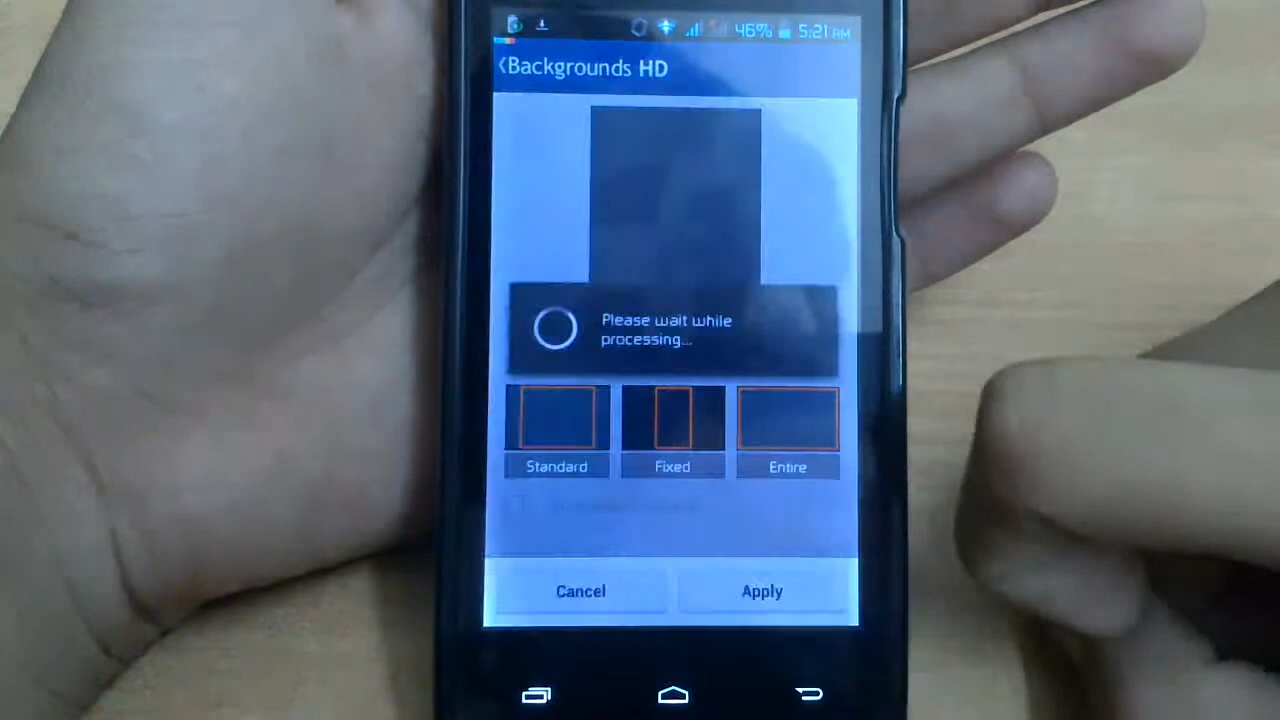 46% 5:21 AM
Backgrounds HD
Please wait while
processing...
Standard Fixed Entire
Cancel Apply